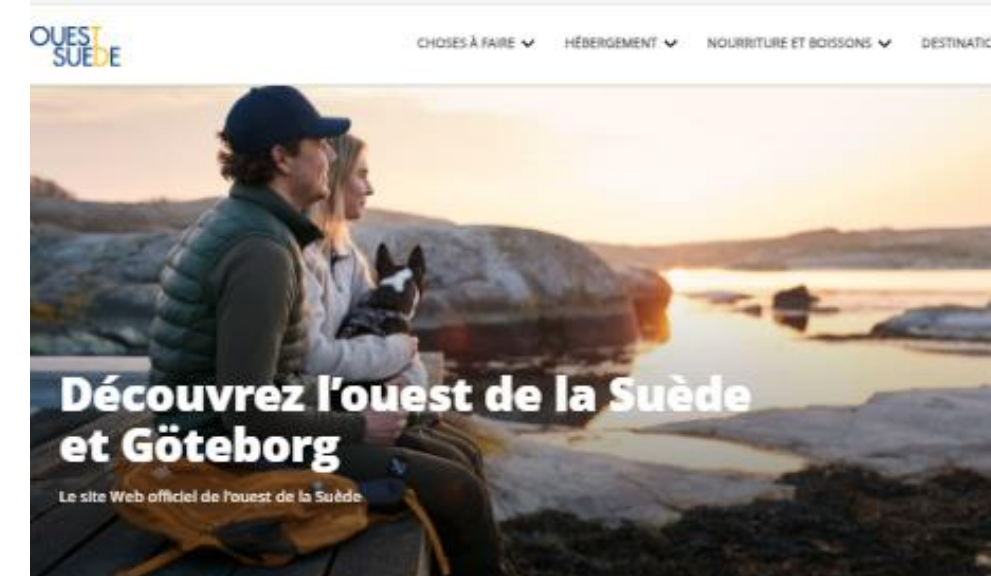 OUEST
SUEDE
CHOSES À FAIRE
HÉBERGEMENT
NOURRITURE ET BOISSONS
DESTINATIO
Découvrez l'ouest de la Suède
et Göteborg
Le site Web officiel de l'ouest de la Suède